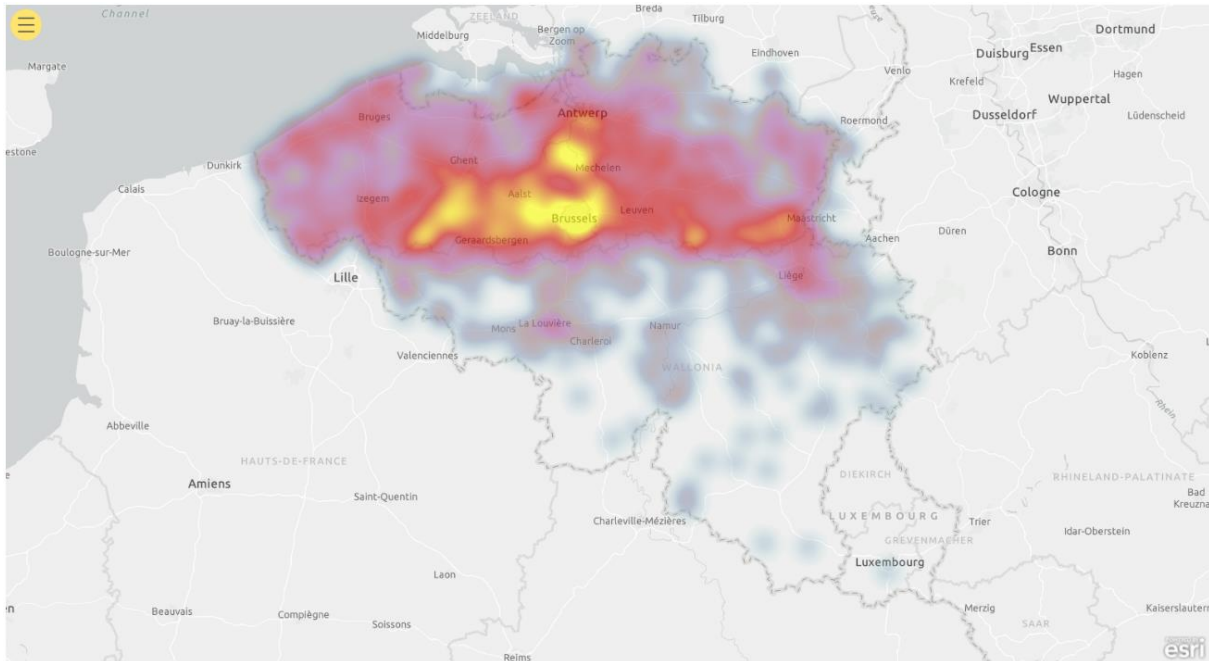 English
Channel
ZEELAND
Breda
Tilburg
Middelburg
Bergen op
Zoom
Eindhoven
Dortmund
Duisburg
Essen
Margate
Venlo
Krefeld
Hagen
Wuppertal
Bruges
Antwerp
Roermond
Dusseldorf
Lüdenscheid
estone
Dunkirk
Ghent
Mechelen
Calais
Izegem
Aalst
Cologne
Brussels
Leuven
Maastricht
Geraardsbergen
Aachen
Düren
Boulogne-sur-Mer
Bonn
Lille
Liège
Bruay-la-Buissière
Mons
La Louvière
Namur
Charleroi
Valenciennes
Koblenz
WALLONIA
Rhein
Abbeville
HAUTS-DE-FRANCE
DIEKIRCH
RHINELAND-PALATINATE
Amiens
Saint-Quentin
Bad
Kreuzna
Charleville-Mézières
LUXEMBOURG
Trier
Idar-Oberstein
GREVENMACHER
Luxembourg
Laon
en
Beauvais
Compiègne
Soissons
Merzig
Kaiserslautern
SAAR
Reims
esri